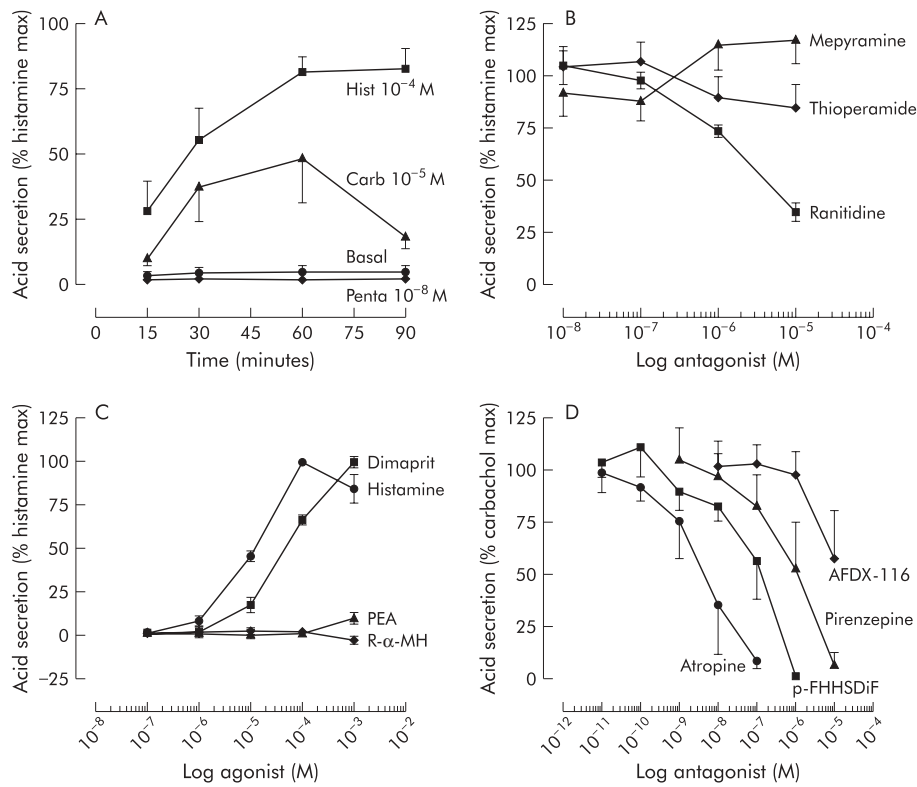 A
Acid secretion (% histamine max)
100
75
50
25
0
Hist 10⁻⁴ M
Carb 10⁻⁵ M
Basal
Penta 10⁻⁸ M
0 15 30 45 60 75 90
Time (minutes)
B
Acid secretion (% histamine max)
125
100
75
50
25
0
Mepyramine
Thioperamide
Ranitidine
10⁻⁸ 10⁻⁷ 10⁻⁶ 10⁻⁵ 10⁻⁴
Log antagonist (M)
C
Acid secretion (% histamine max)
125
100
75
50
25
0
−25
Dimaprit
Histamine
PEA
R-α-MH
10⁻⁸ 10⁻⁷ 10⁻⁶ 10⁻⁵ 10⁻⁴ 10⁻³ 10⁻²
Log agonist (M)
D
Acid secretion (% carbachol max)
125
100
75
50
25
0
AFDX-116
Pirenzepine
Atropine
p-FHHSDiF
10⁻¹² 10⁻¹¹ 10⁻¹⁰ 10⁻⁹ 10⁻⁸ 10⁻⁷ 10⁻⁶ 10⁻⁵ 10⁻⁴
Log antagonist (M)